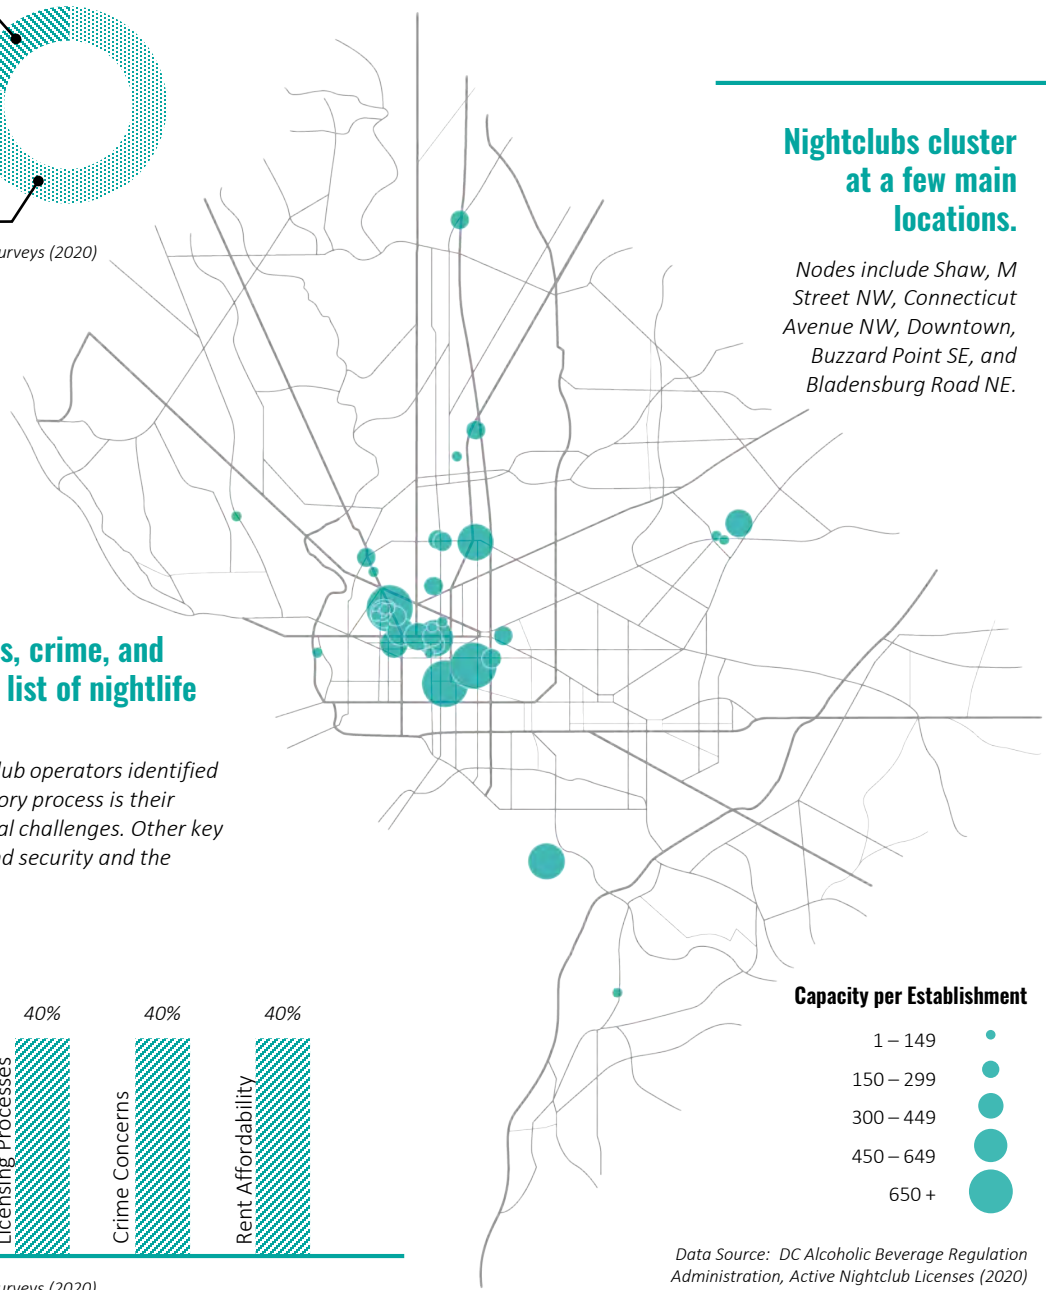 urveys (2020)
Nightclubs cluster
at a few main
locations.
Nodes include Shaw, M
Street NW, Connecticut
Avenue NW, Downtown,
Buzzard Point SE, and
Bladensburg Road NE.
s, crime, and
list of nightlife
lub operators identified
ory process is their
al challenges. Other key
nd security and the
40%
40%
40%
Licensing Processes
Crime Concerns
Rent Affordability
urveys (2020)
Capacity per Establishment
1 – 149
150 – 299
300 – 449
450 – 649
650 +
Data Source: DC Alcoholic Beverage Regulation
Administration, Active Nightclub Licenses (2020)